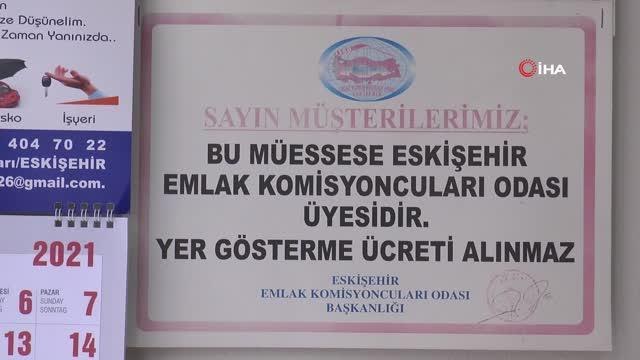 ze Düşünelim.
Zaman Yanınızda..
sko
İşyeri
404 70 22
arı/ESKİŞEHİR
26@gmail.com.
2021
PAZAR
SUNDAY
SONNTAG
6
7
13
14
İHA
SAYIN MÜŞTERİLERİMİZ;
BU MÜESSESE ESKİŞEHİR
EMLAK KOMİSYONCULARI ODASI
ÜYESİDİR.
YER GÖSTERME ÜCRETİ ALINMAZ
ESKİŞEHİR
EMLAK KOMİSYONCULARI ODASI
BAŞKANLIĞI